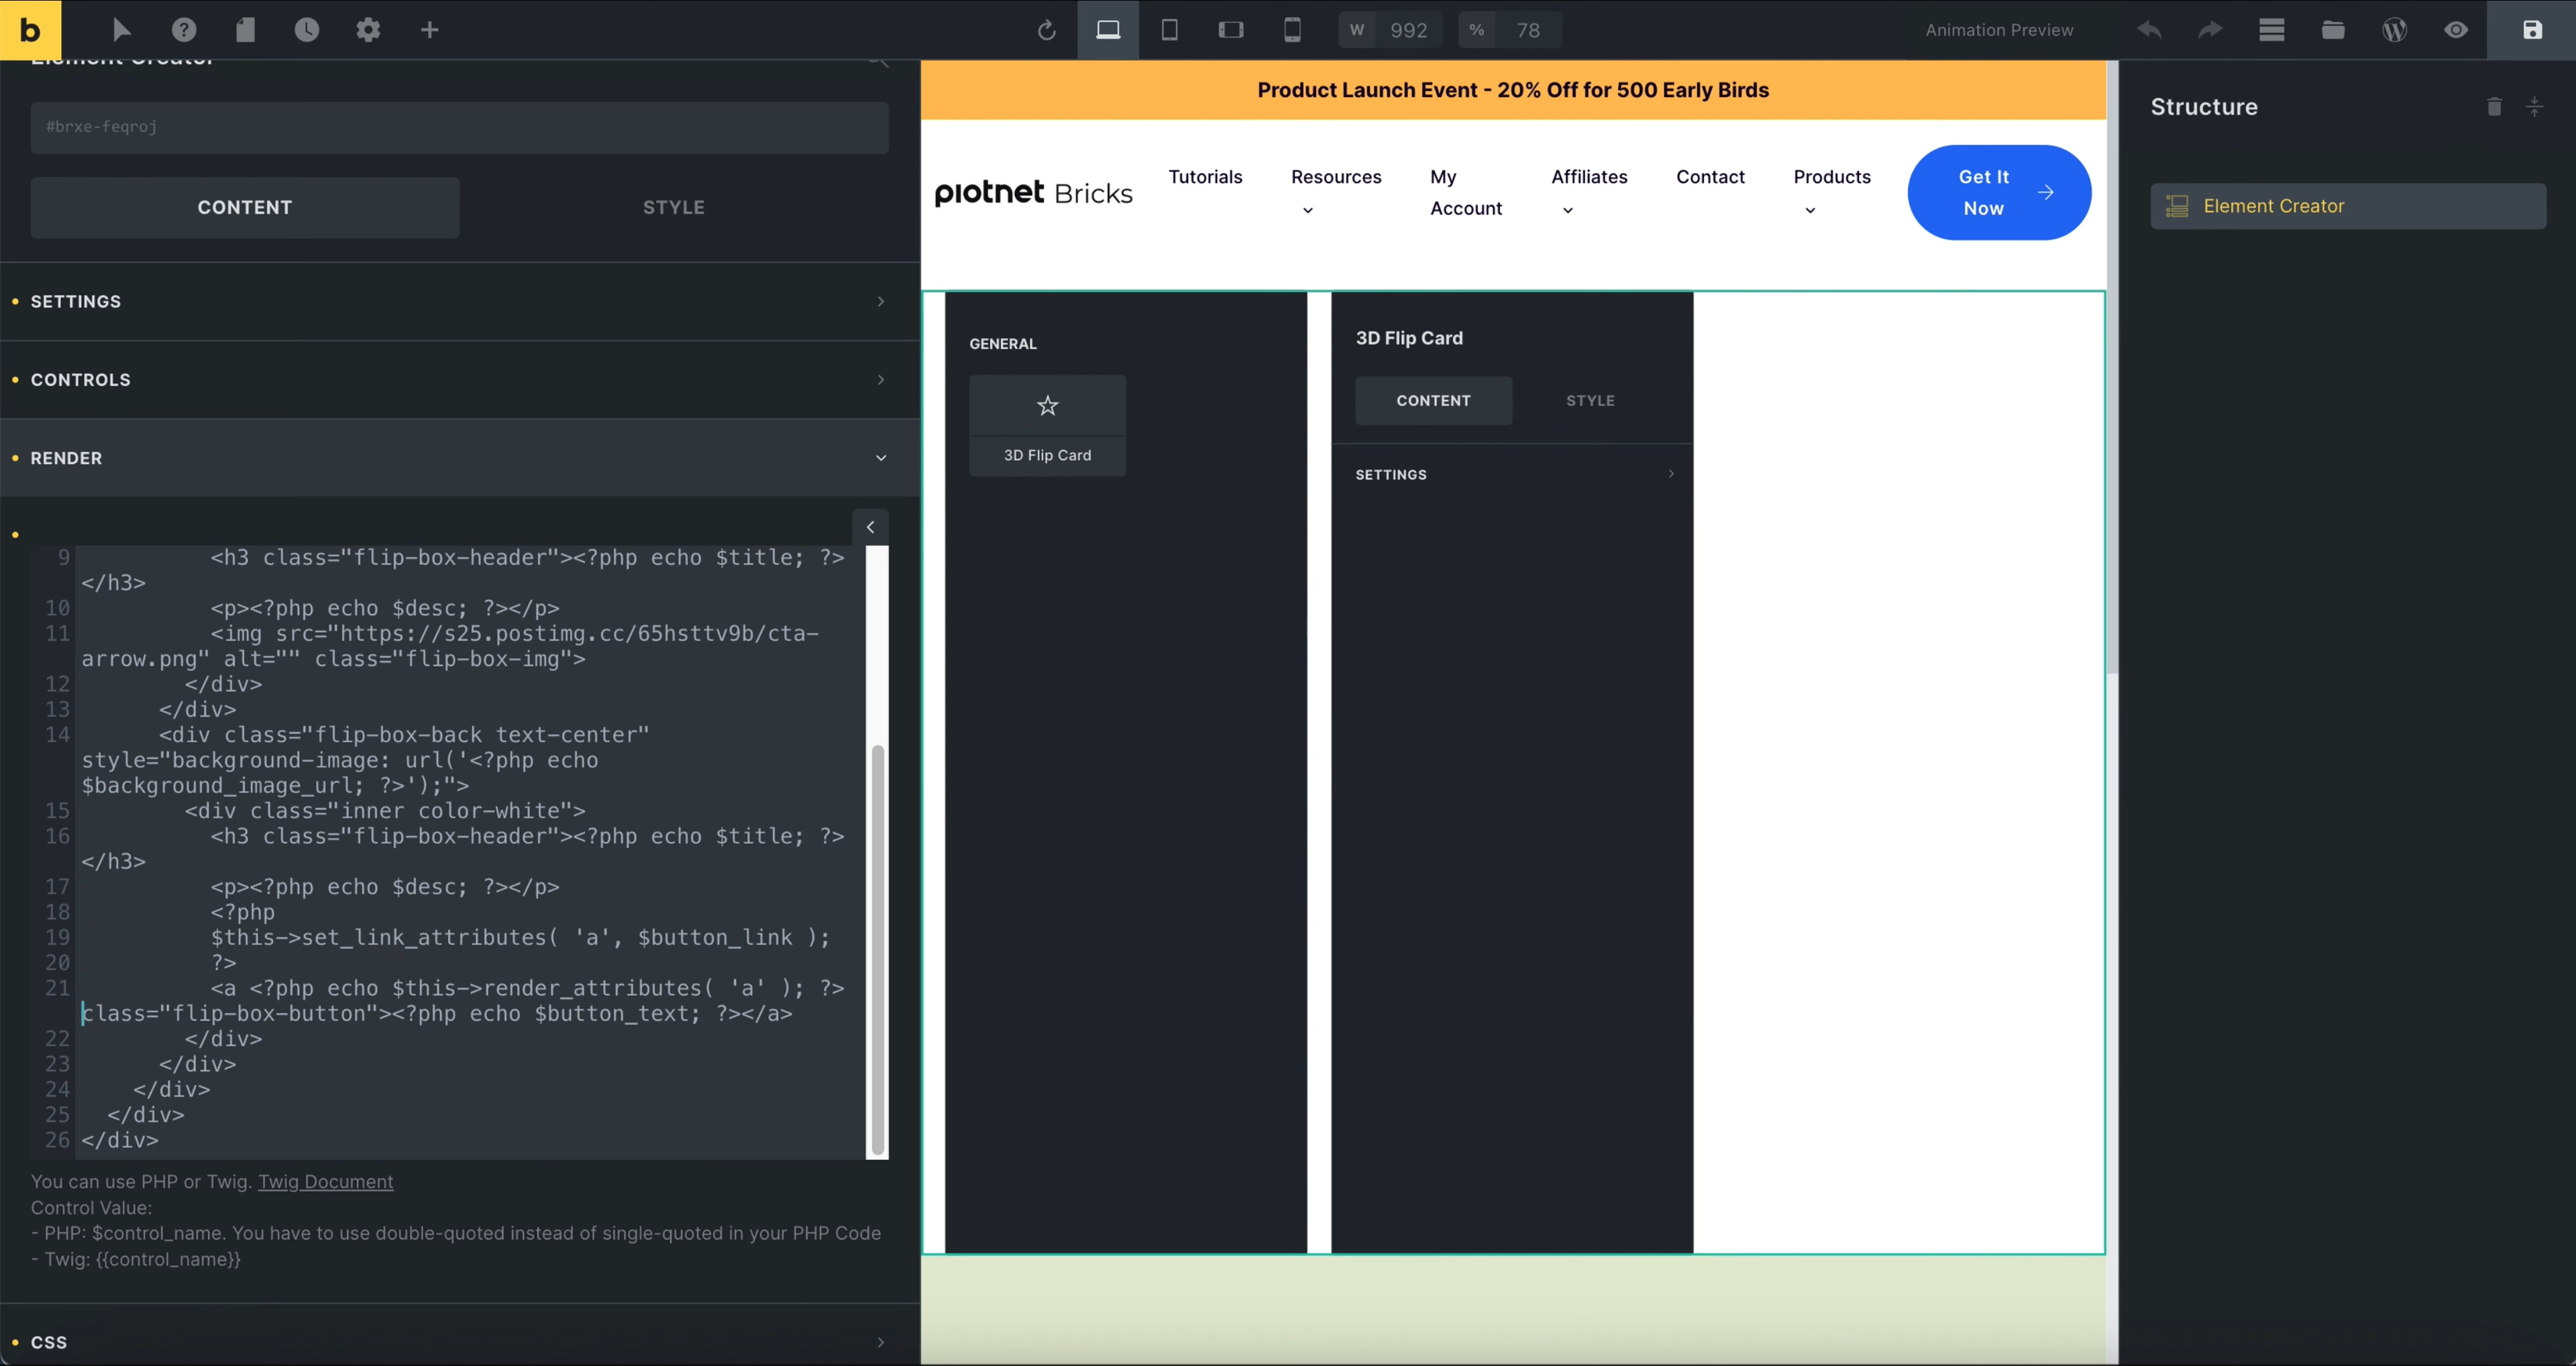 b
W 992 % 78
Animation Preview
Element Creator
#brxe-feqroj
CONTENT STYLE
SETTINGS
CONTROLS
RENDER
9 <h3 class="flip-box-header"><?php echo $title; ?>
</h3>
10 <p><?php echo $desc; ?></p>
11 <img src="https://s25.postimg.cc/65hsttv9b/cta-
arrow.png" alt="" class="flip-box-img">
12 </div>
13 </div>
14 <div class="flip-box-back text-center"
style="background-image: url('<?php echo
$background_image_url; ?>');">
15 <div class="inner color-white">
16 <h3 class="flip-box-header"><?php echo $title; ?>
</h3>
17 <p><?php echo $desc; ?></p>
18 <?php
19 $this->set_link_attributes( 'a', $button_link );
20 ?>
21 <a <?php echo $this->render_attributes( 'a' ); ?>
class="flip-box-button"><?php echo $button_text; ?></a>
22 </div>
23 </div>
24 </div>
25 </div>
26 </div>
You can use PHP or Twig. Twig Document
Control Value:
- PHP: $control_name. You have to use double-quoted instead of single-quoted in your PHP Code
- Twig: {{control_name}}
CSS
Product Launch Event - 20% Off for 500 Early Birds
piotnet Bricks
Tutorials
Resources
My
Account
Affiliates
Contact
Products
Get It
Now
GENERAL
3D Flip Card
3D Flip Card
CONTENT STYLE
SETTINGS
Structure
Element Creator